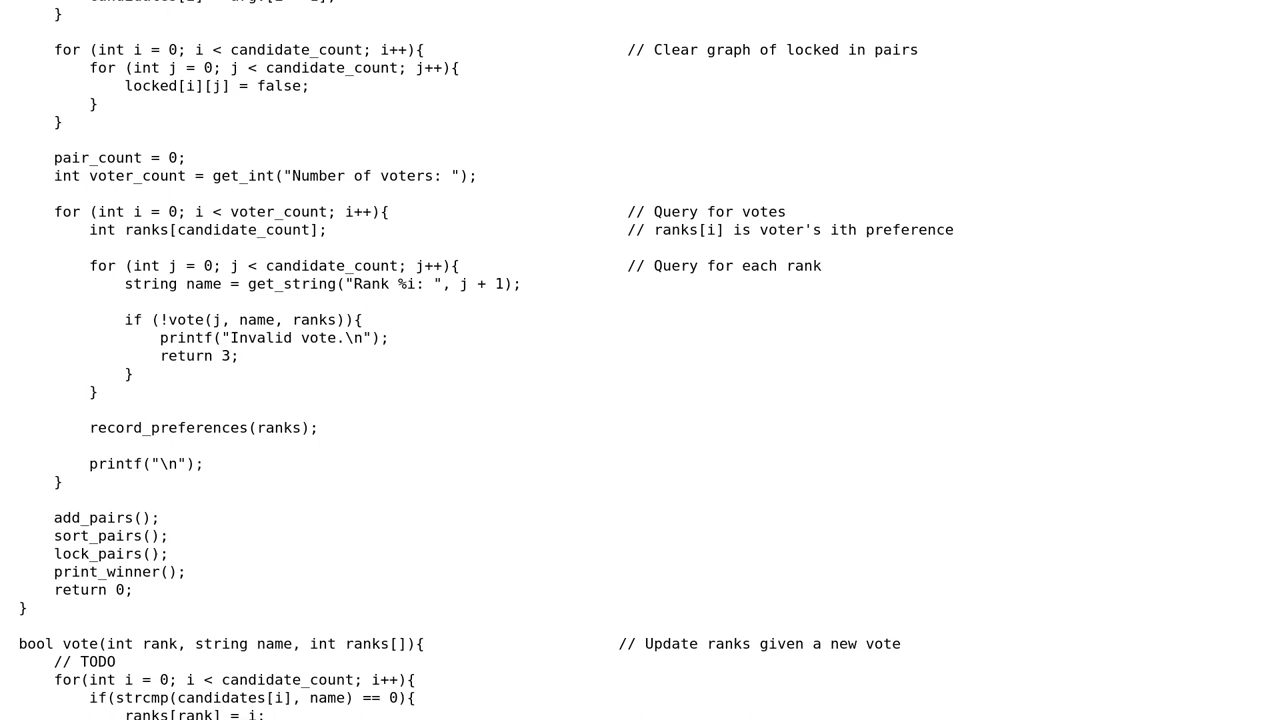 }
    for (int i = 0; i < candidate_count; i++){                       // Clear graph of locked in pairs
        for (int j = 0; j < candidate_count; j++){
            locked[i][j] = false;
        }
    }
    pair_count = 0;
    int voter_count = get_int("Number of voters: ");
    for (int i = 0; i < voter_count; i++){                           // Query for votes
        int ranks[candidate_count];                                  // ranks[i] is voter's ith preference
        for (int j = 0; j < candidate_count; j++){                   // Query for each rank
            string name = get_string("Rank %i: ", j + 1);
            if (!vote(j, name, ranks)){
                printf("Invalid vote.\n");
                return 3;
            }
        }
        record_preferences(ranks);
        printf("\n");
    }
    add_pairs();
    sort_pairs();
    lock_pairs();
    print_winner();
    return 0;
}
bool vote(int rank, string name, int ranks[]){                      // Update ranks given a new vote
    // TODO
    for(int i = 0; i < candidate_count; i++){
        if(strcmp(candidates[i], name) == 0){
            ranks[rank] = i;